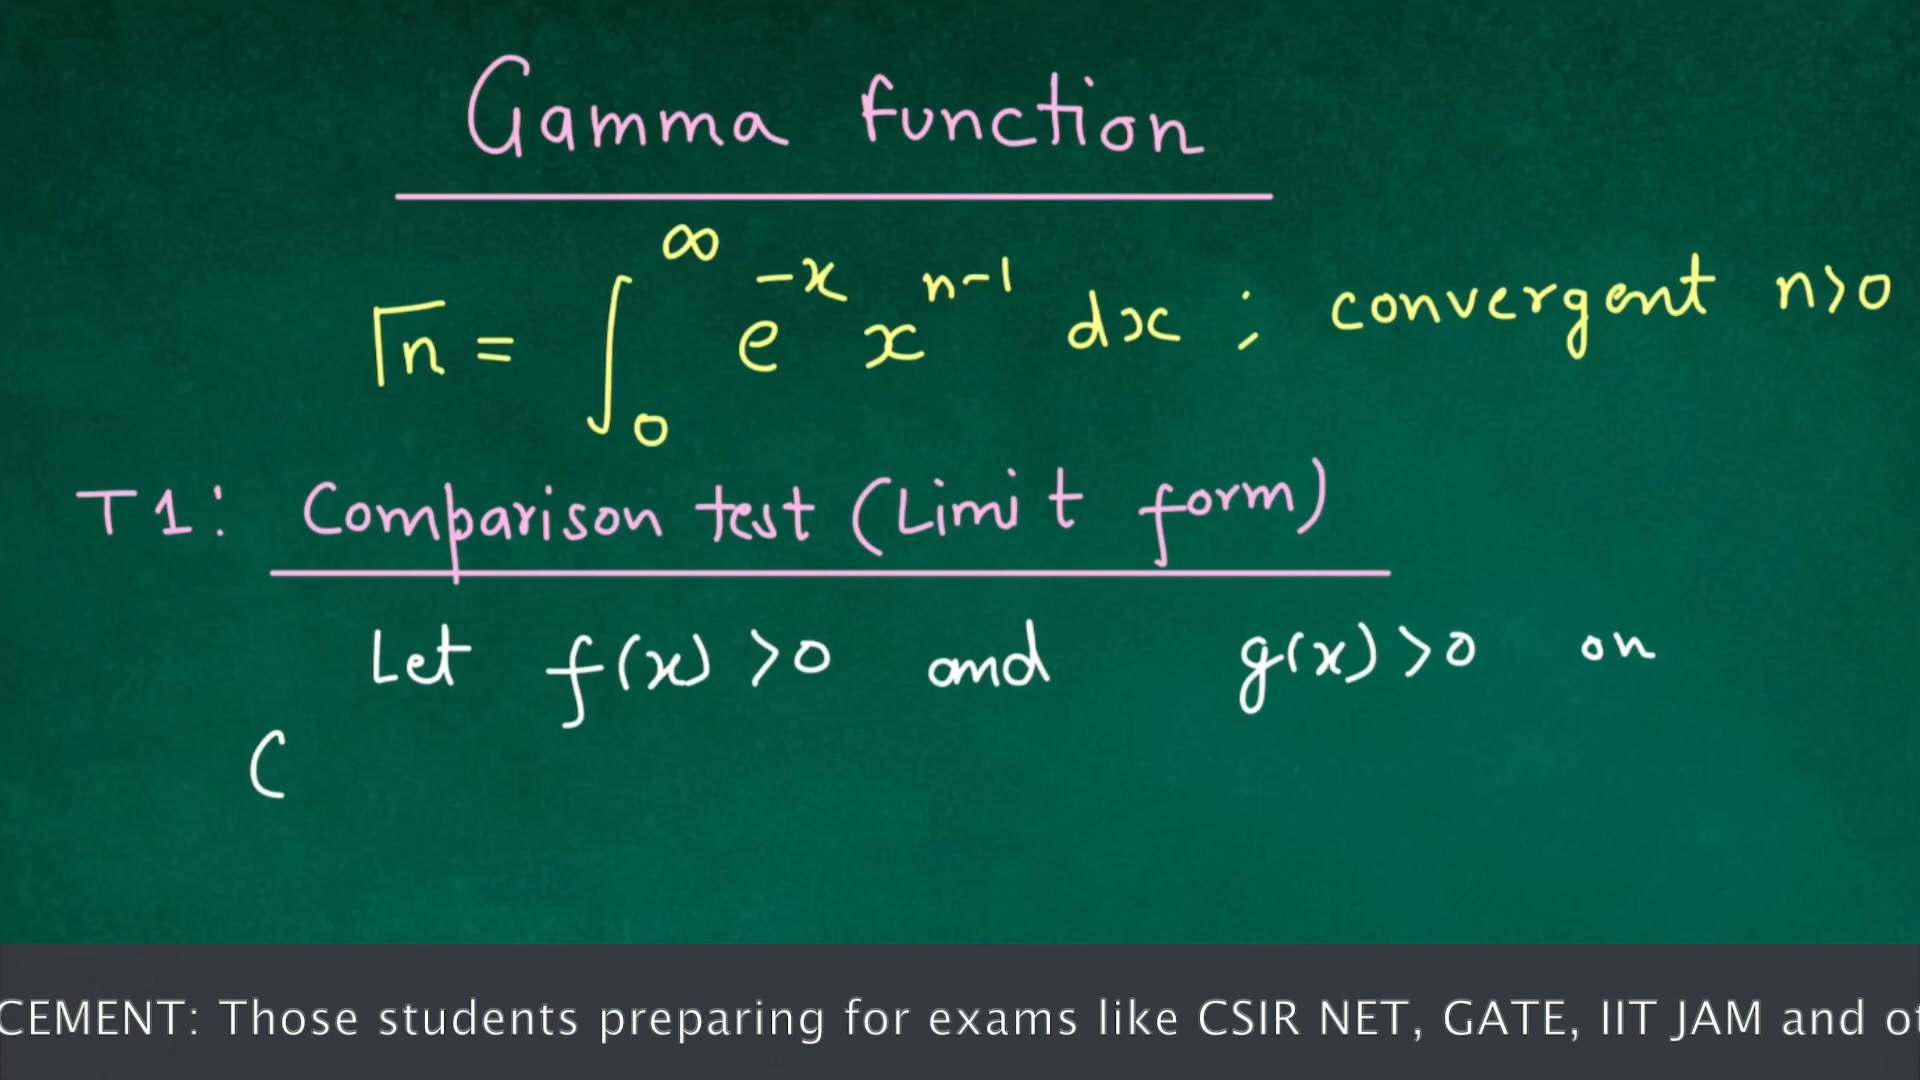 Gamma function
Γn = ∫₀^∞ e^(-x) x^(n-1) dx ; convergent n>0
T1: Comparison test (Limit form)
Let f(x) >0 and g(x) >0 on
(
CEMENT: Those students preparing for exams like CSIR NET, GATE, IIT JAM and ot